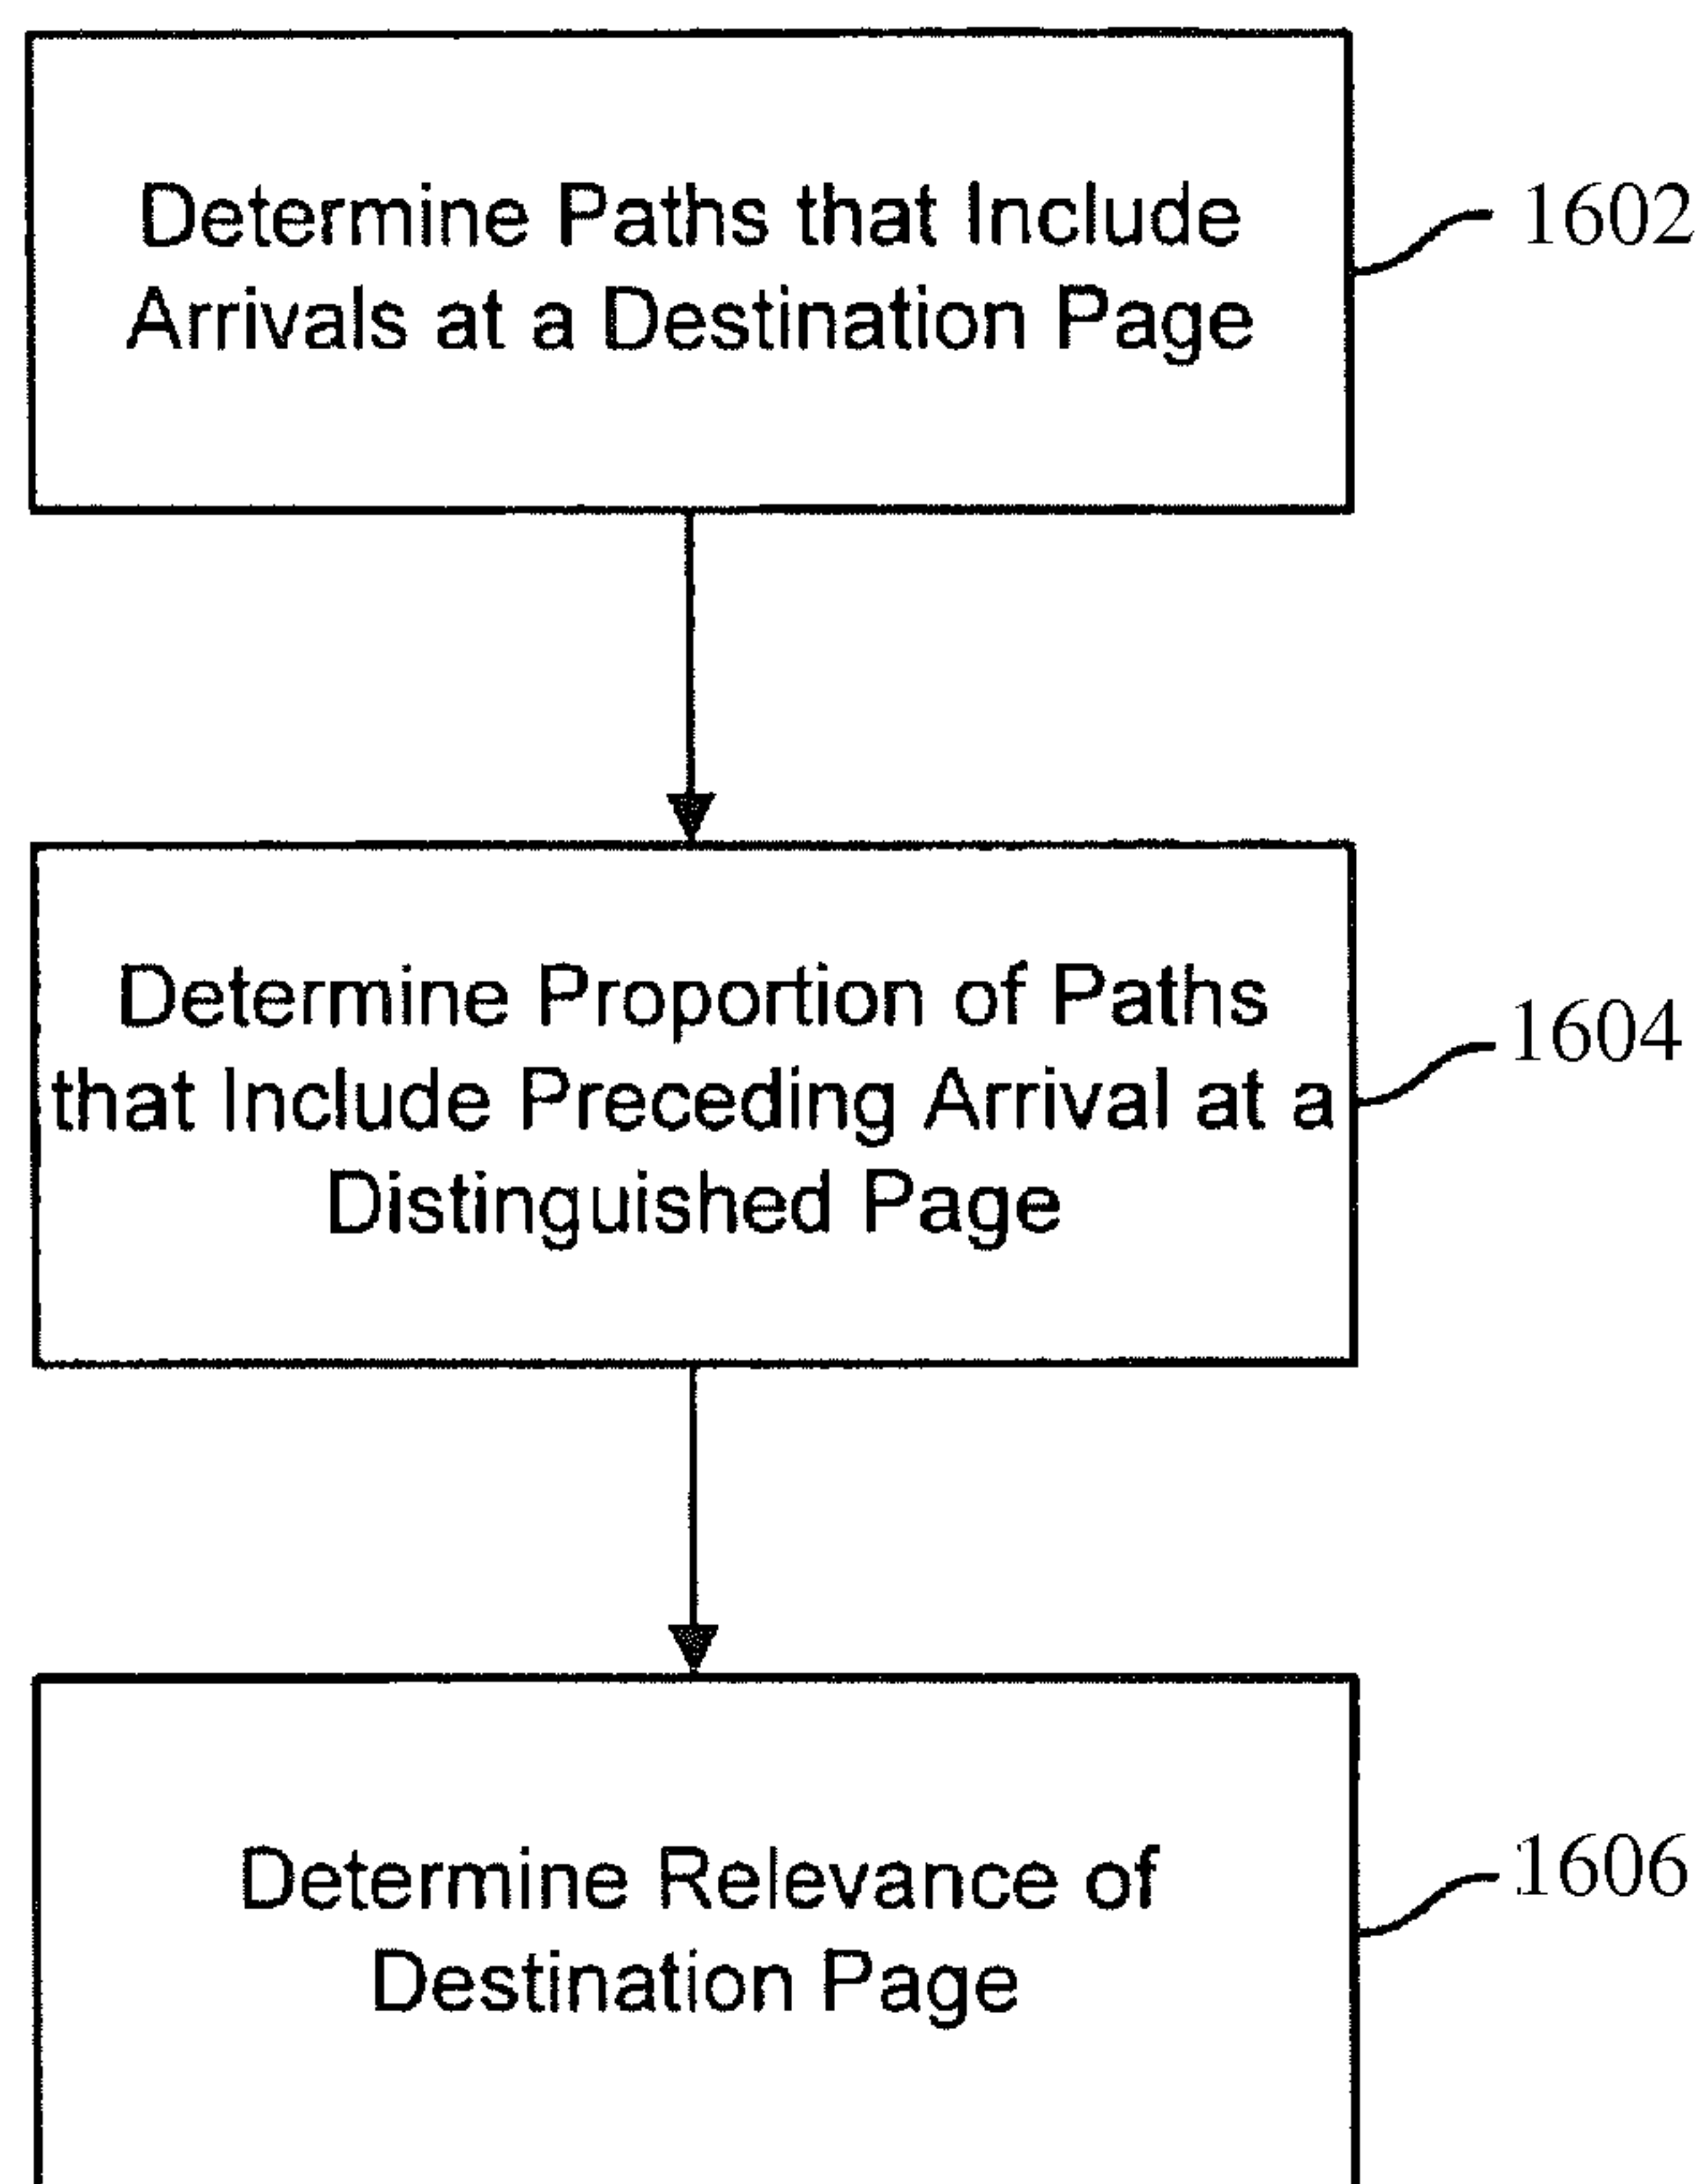 Determine Paths that Include
Arrivals at a Destination Page
1602
Determine Proportion of Paths
that Include Preceding Arrival at a
Distinguished Page
1604
Determine Relevance of
Destination Page
1606